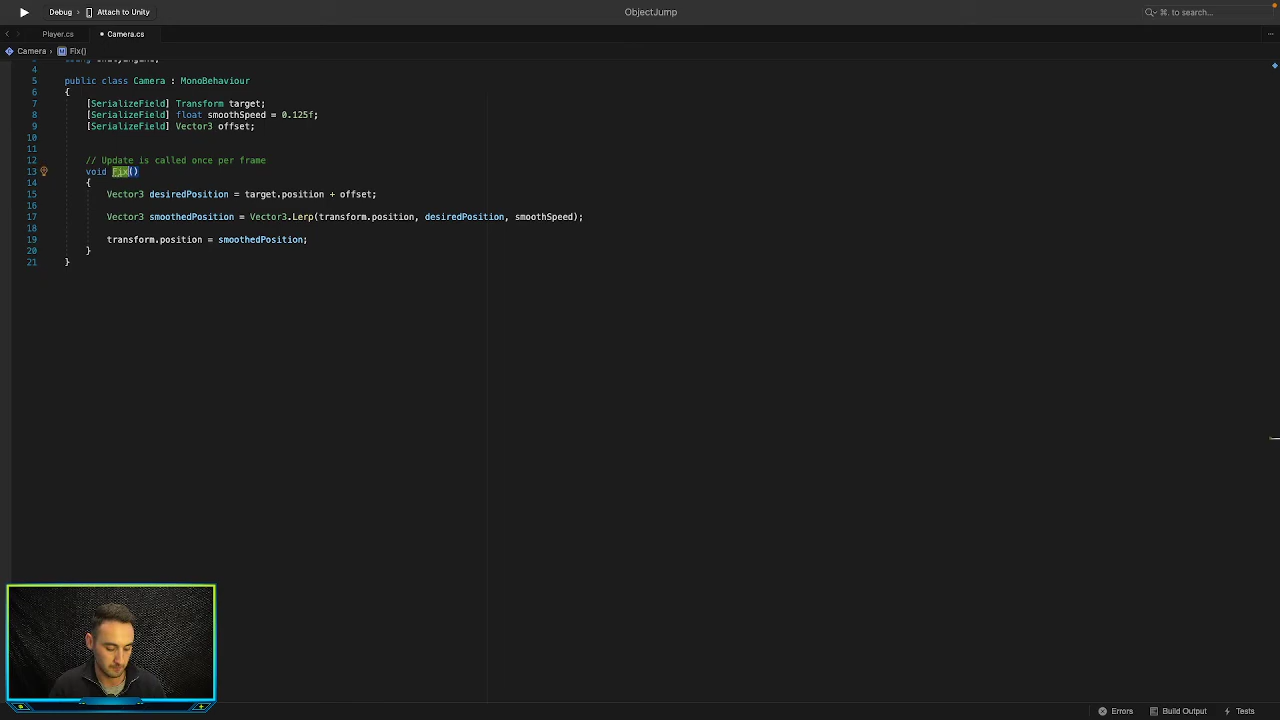 Debug
Attach to Unity
ObjectJump
⌘. to search...
Player.cs
Camera.cs
Camera
Fix()
4
5 public class Camera : MonoBehaviour
6 {
7 [SerializeField] Transform target;
8 [SerializeField] float smoothSpeed = 0.125f;
9 [SerializeField] Vector3 offset;
10
11
12 // Update is called once per frame
13 void Fix()
14 {
15 Vector3 desiredPosition = target.position + offset;
16
17 Vector3 smoothedPosition = Vector3.Lerp(transform.position, desiredPosition, smoothSpeed);
18
19 transform.position = smoothedPosition;
20 }
21 }
Errors
Build Output
Tests